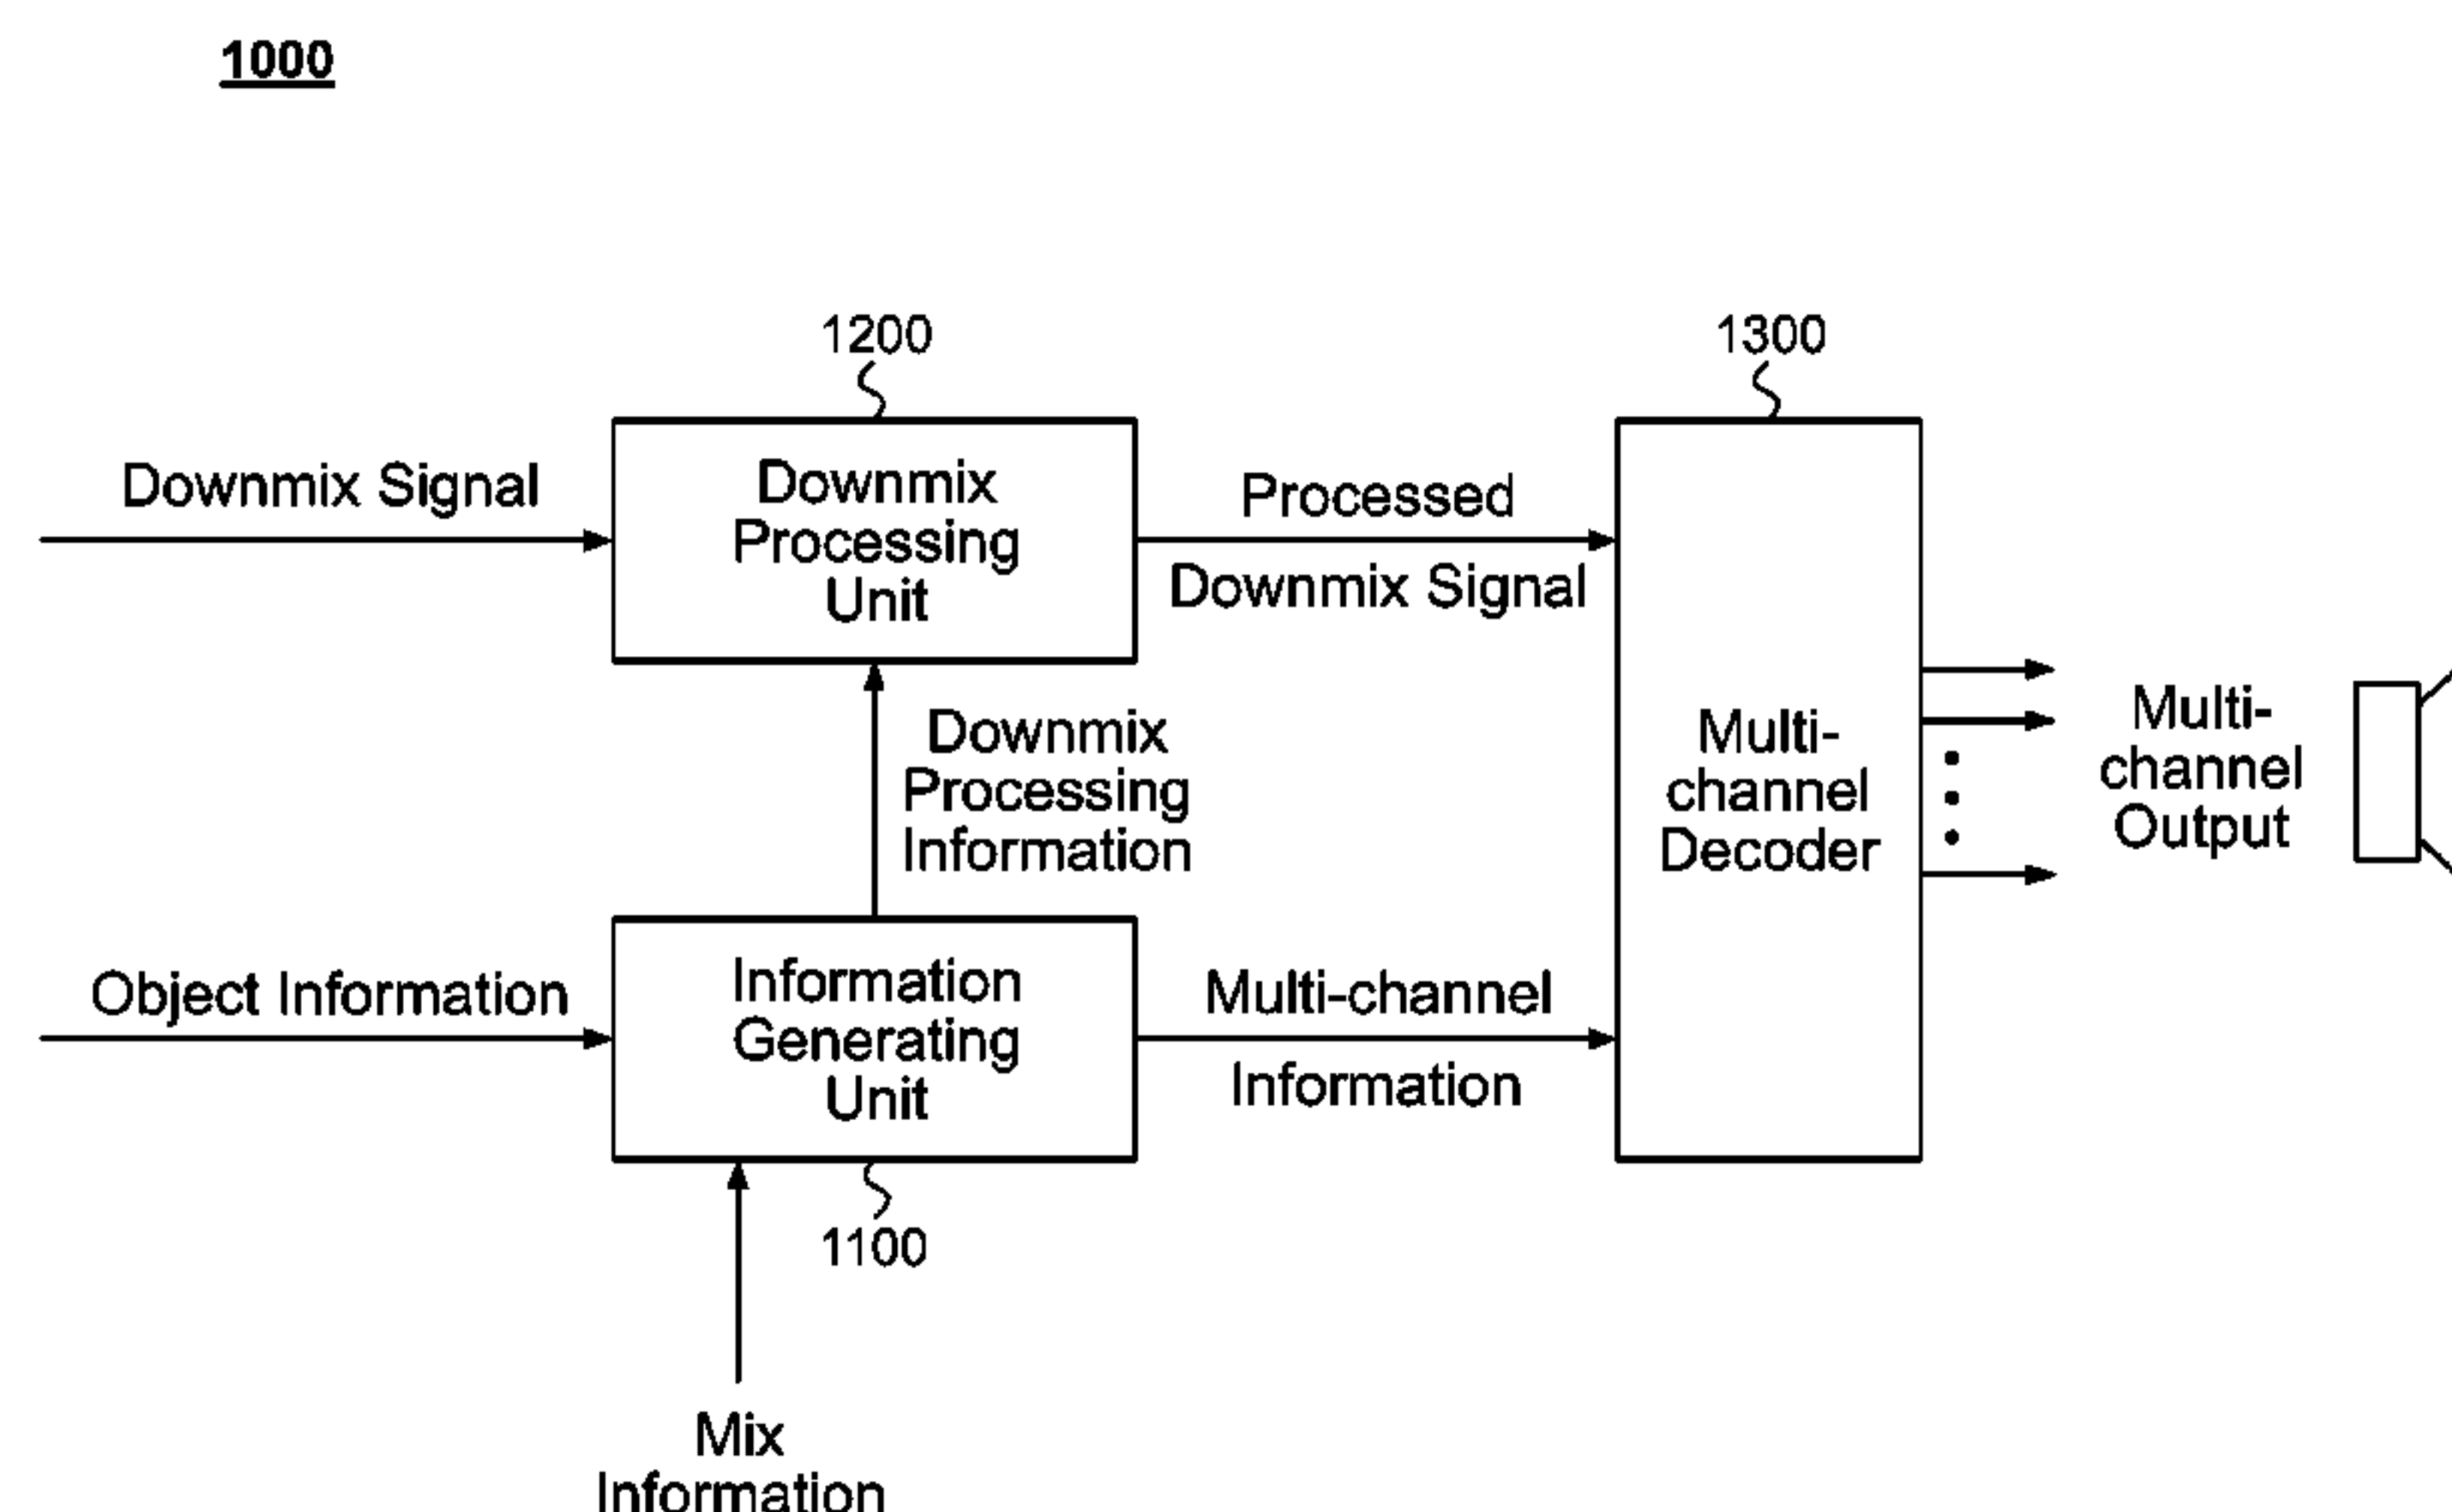 1000
1200
1300
Downmix Signal
Downmix
Processing
Unit
Processed
Downmix Signal
Downmix
Processing
Information
Multi-
channel
Decoder
Multi-
channel
Output
Object Information
Information
Generating
Unit
Multi-channel
Information
1100
Mix
Information